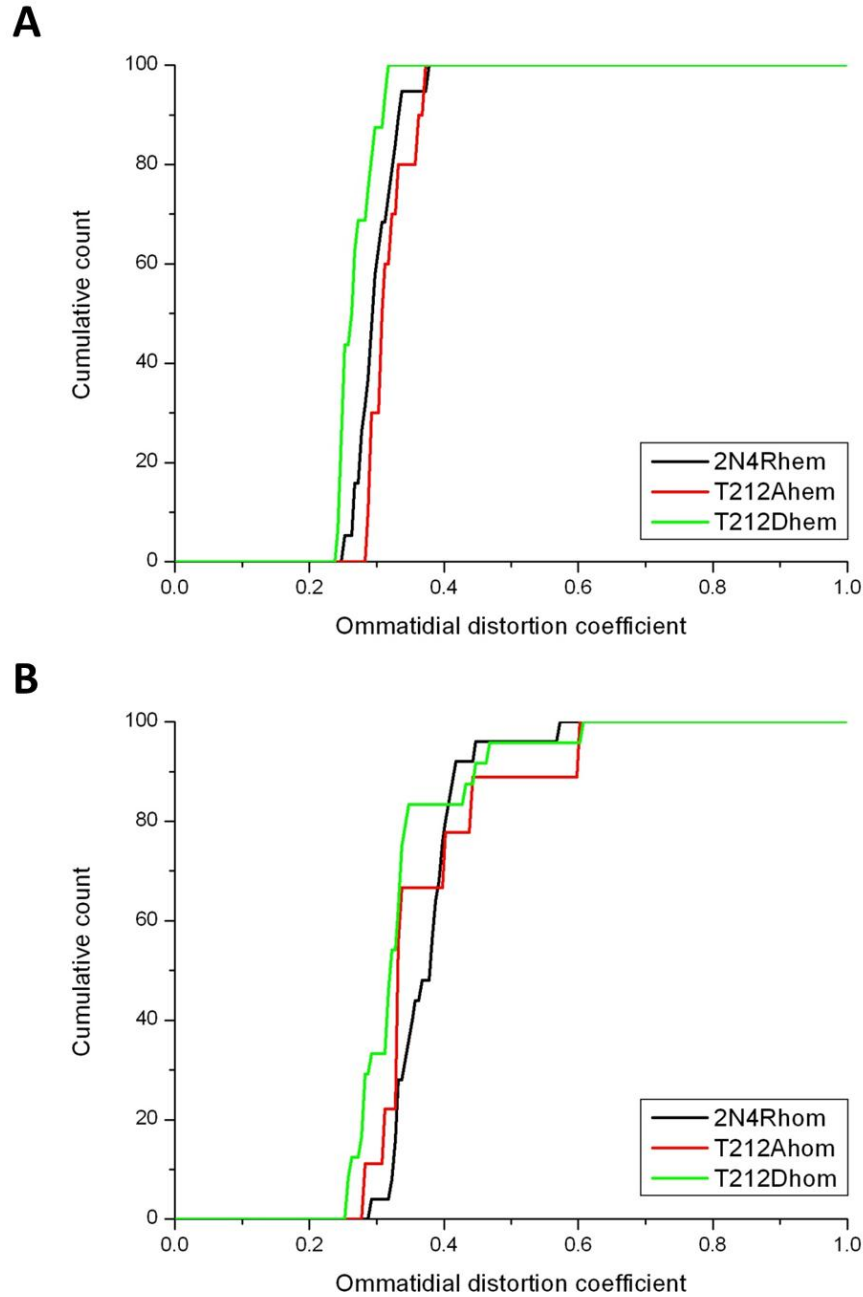 A
100
80
60
40
20
0
Cumulative count
0.0 0.2 0.4 0.6 0.8 1.0
Ommatidial distortion coefficient
2N4Rhem
T212Ahem
T212Dhem
B
100
80
60
40
20
0
Cumulative count
0.0 0.2 0.4 0.6 0.8 1.0
Ommatidial distortion coefficient
2N4Rhom
T212Ahom
T212Dhom